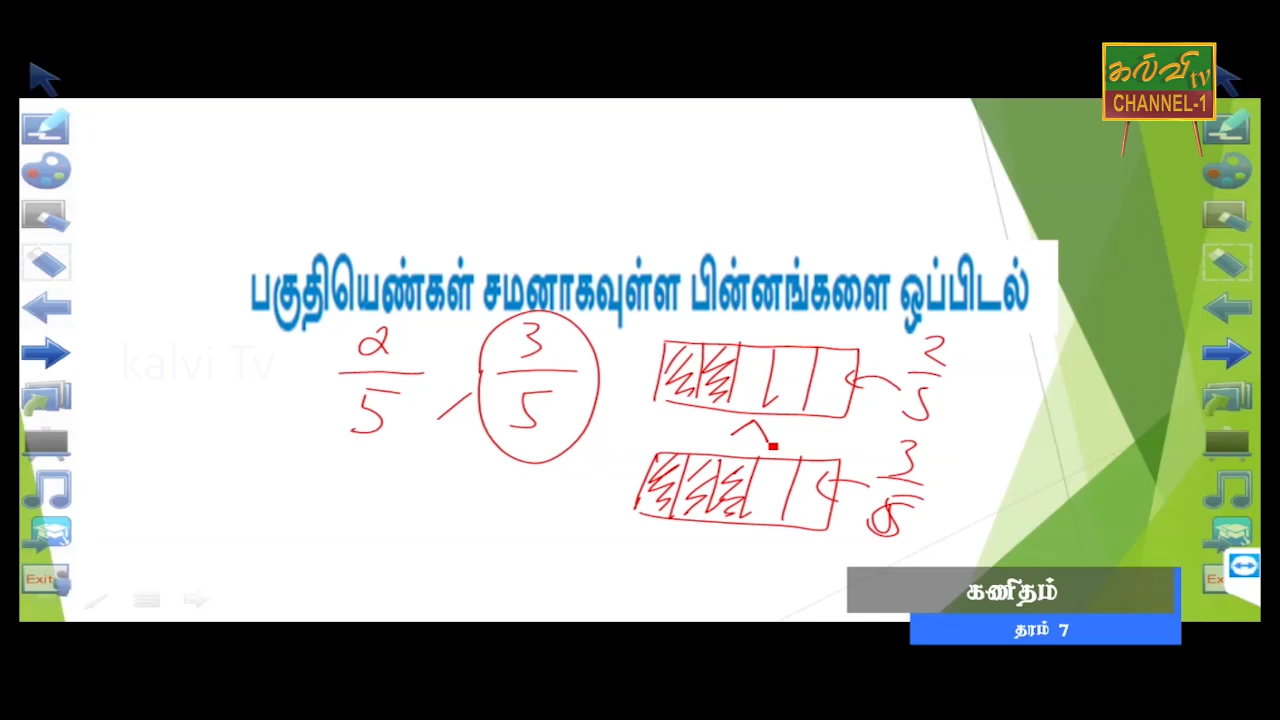 கல்வி tv
CHANNEL-1
பகுதியெண்கள் சமனாகவுள்ள பின்னங்களை ஒப்பிடல்
kalvi Tv
2/5 , 3/5
2/5
3/5
Exit
கணிதம்
தரம் 7